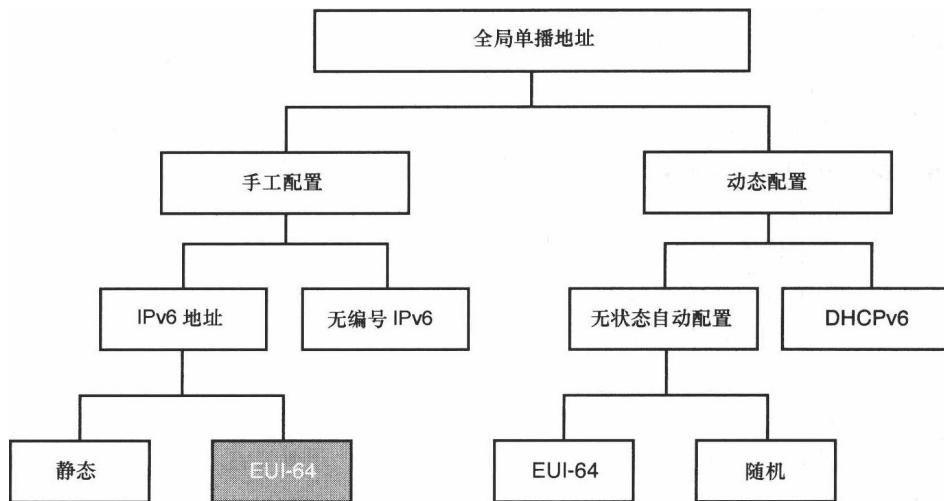 全局单播地址
手工配置
动态配置
IPv6 地址
无编号 IPv6
无状态自动配置
DHCPv6
静态
EUI-64
EUI-64
随机